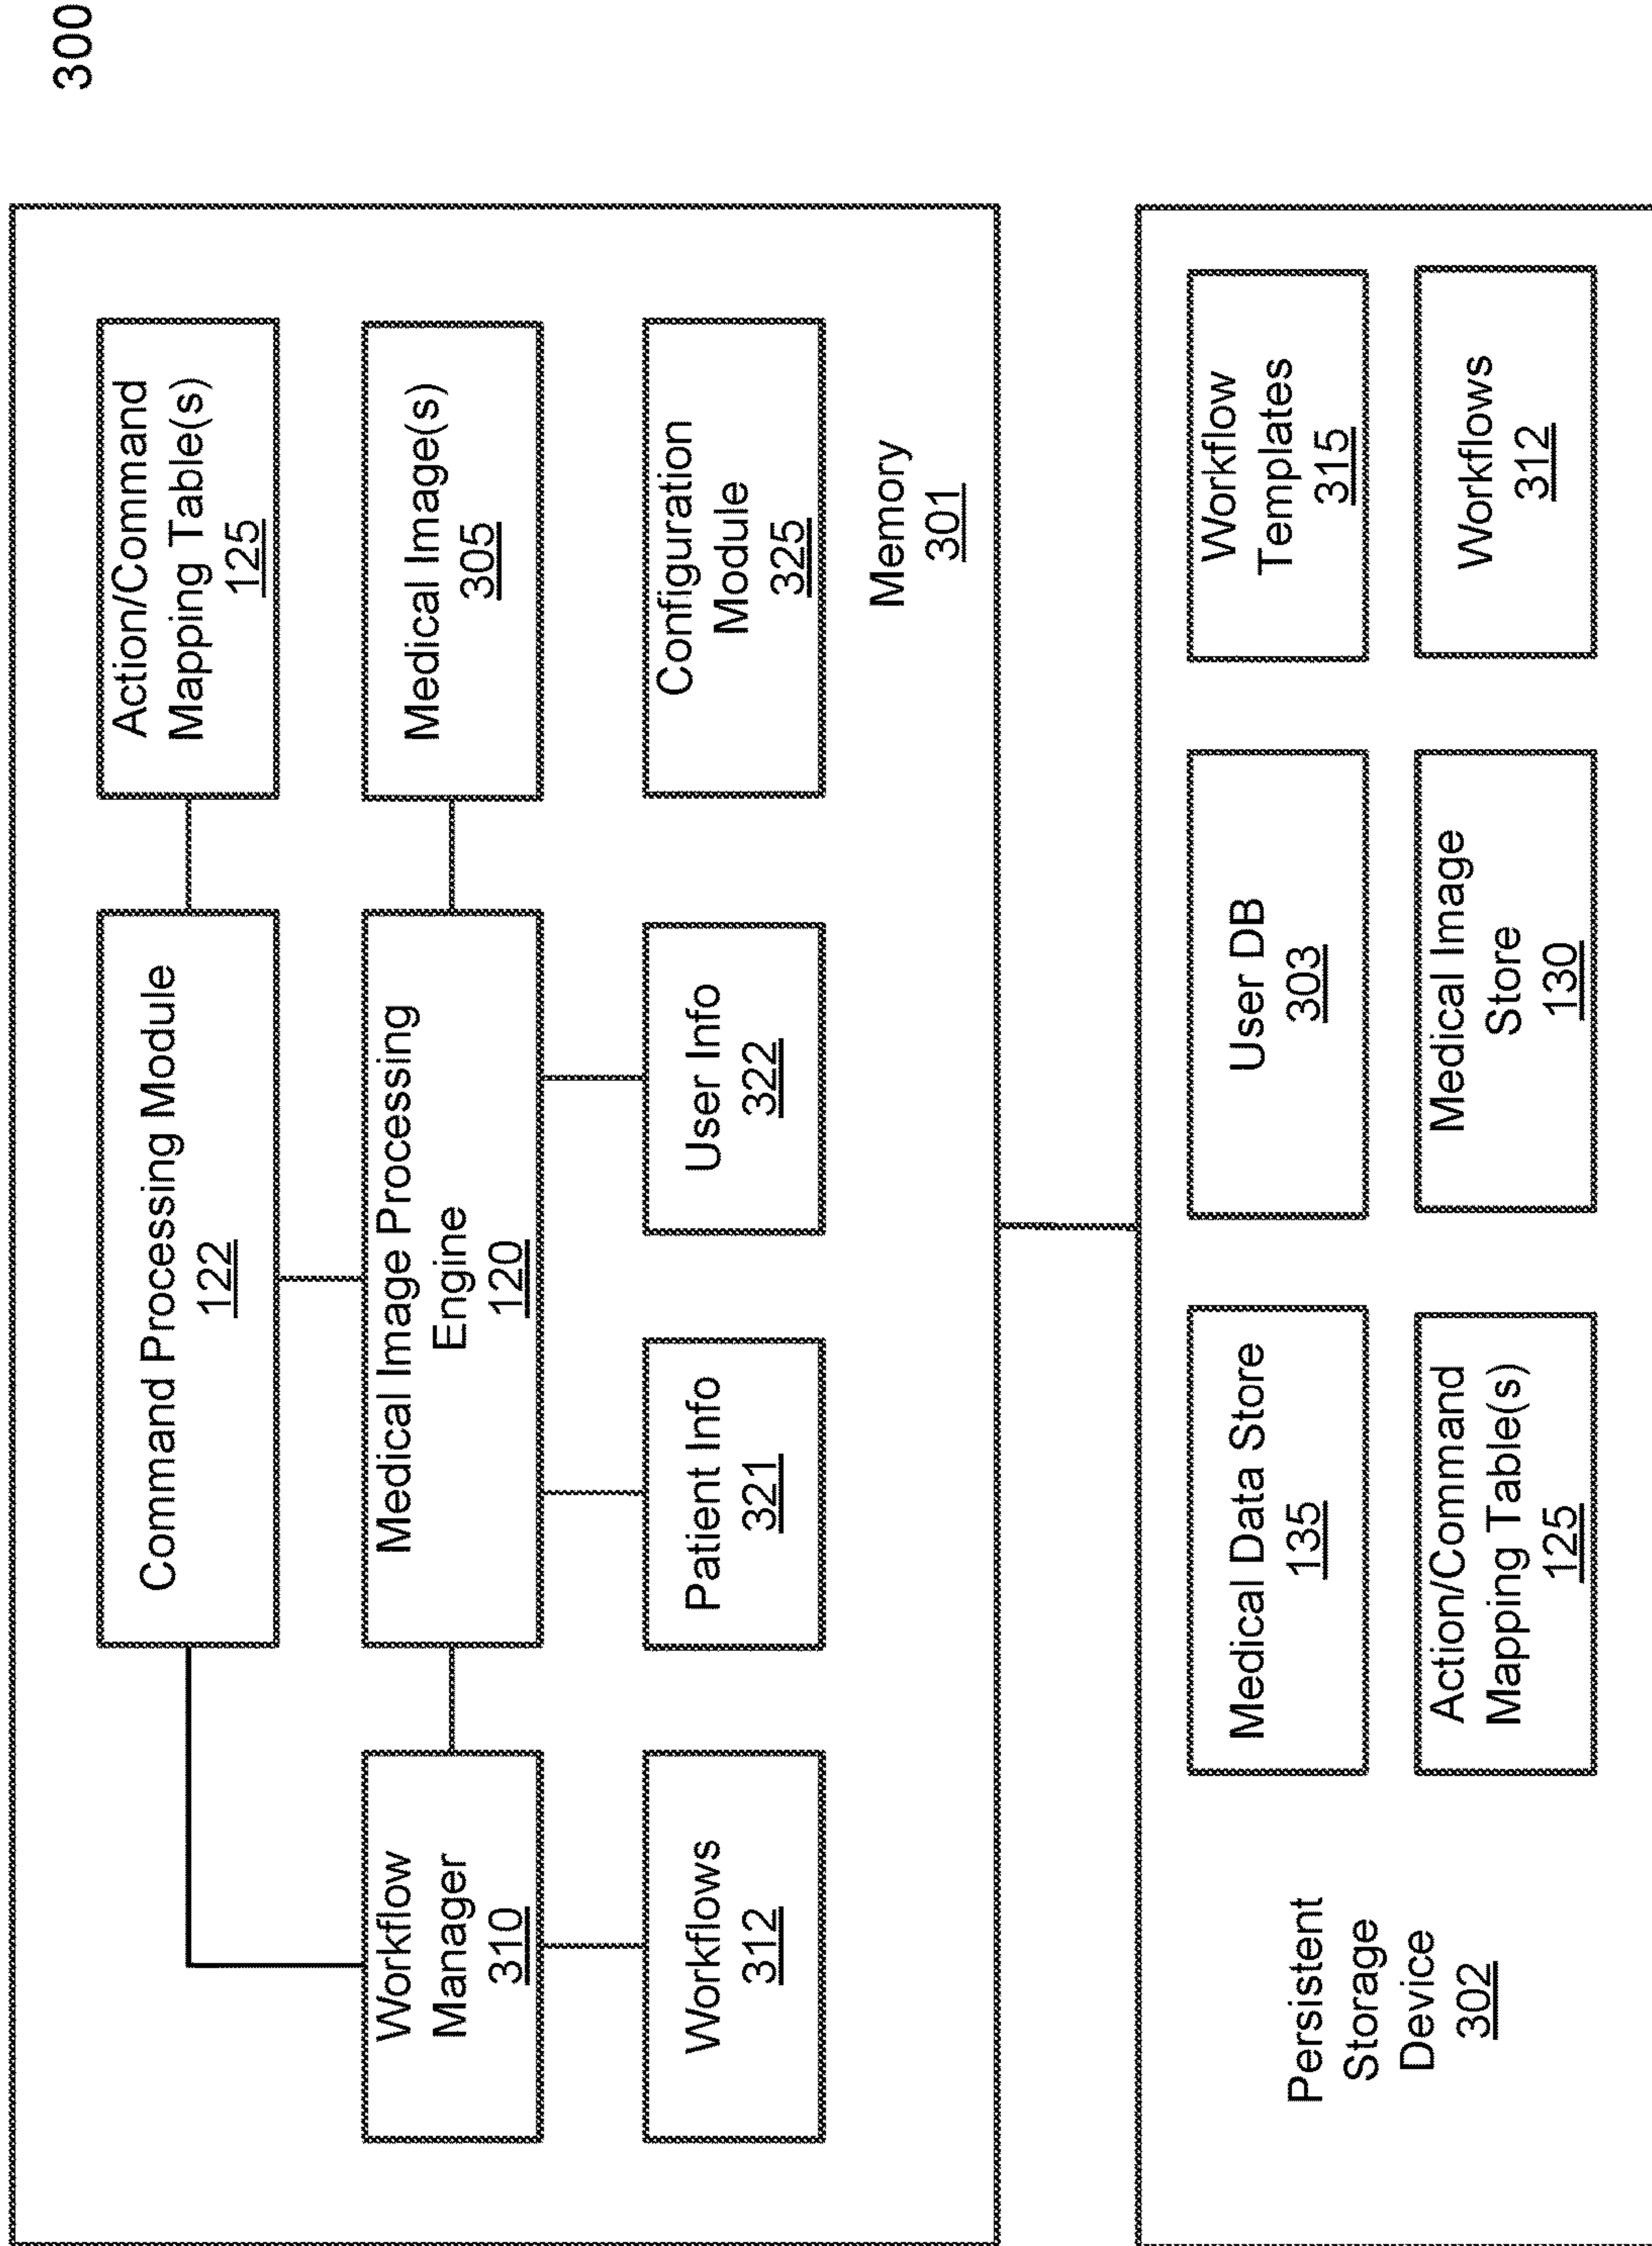 300
Command Processing Module
122
Action/Command
Mapping Table(s)
125
Workflow
Manager
310
Medical Image Processing
Engine
120
Medical Image(s)
305
Workflows
312
Patient Info
321
User Info
322
Configuration
Module
325
Memory
301
Persistent
Storage
Device
302
Medical Data Store
135
User DB
303
Workflow
Templates
315
Action/Command
Mapping Table(s)
125
Medical Image
Store
130
Workflows
312